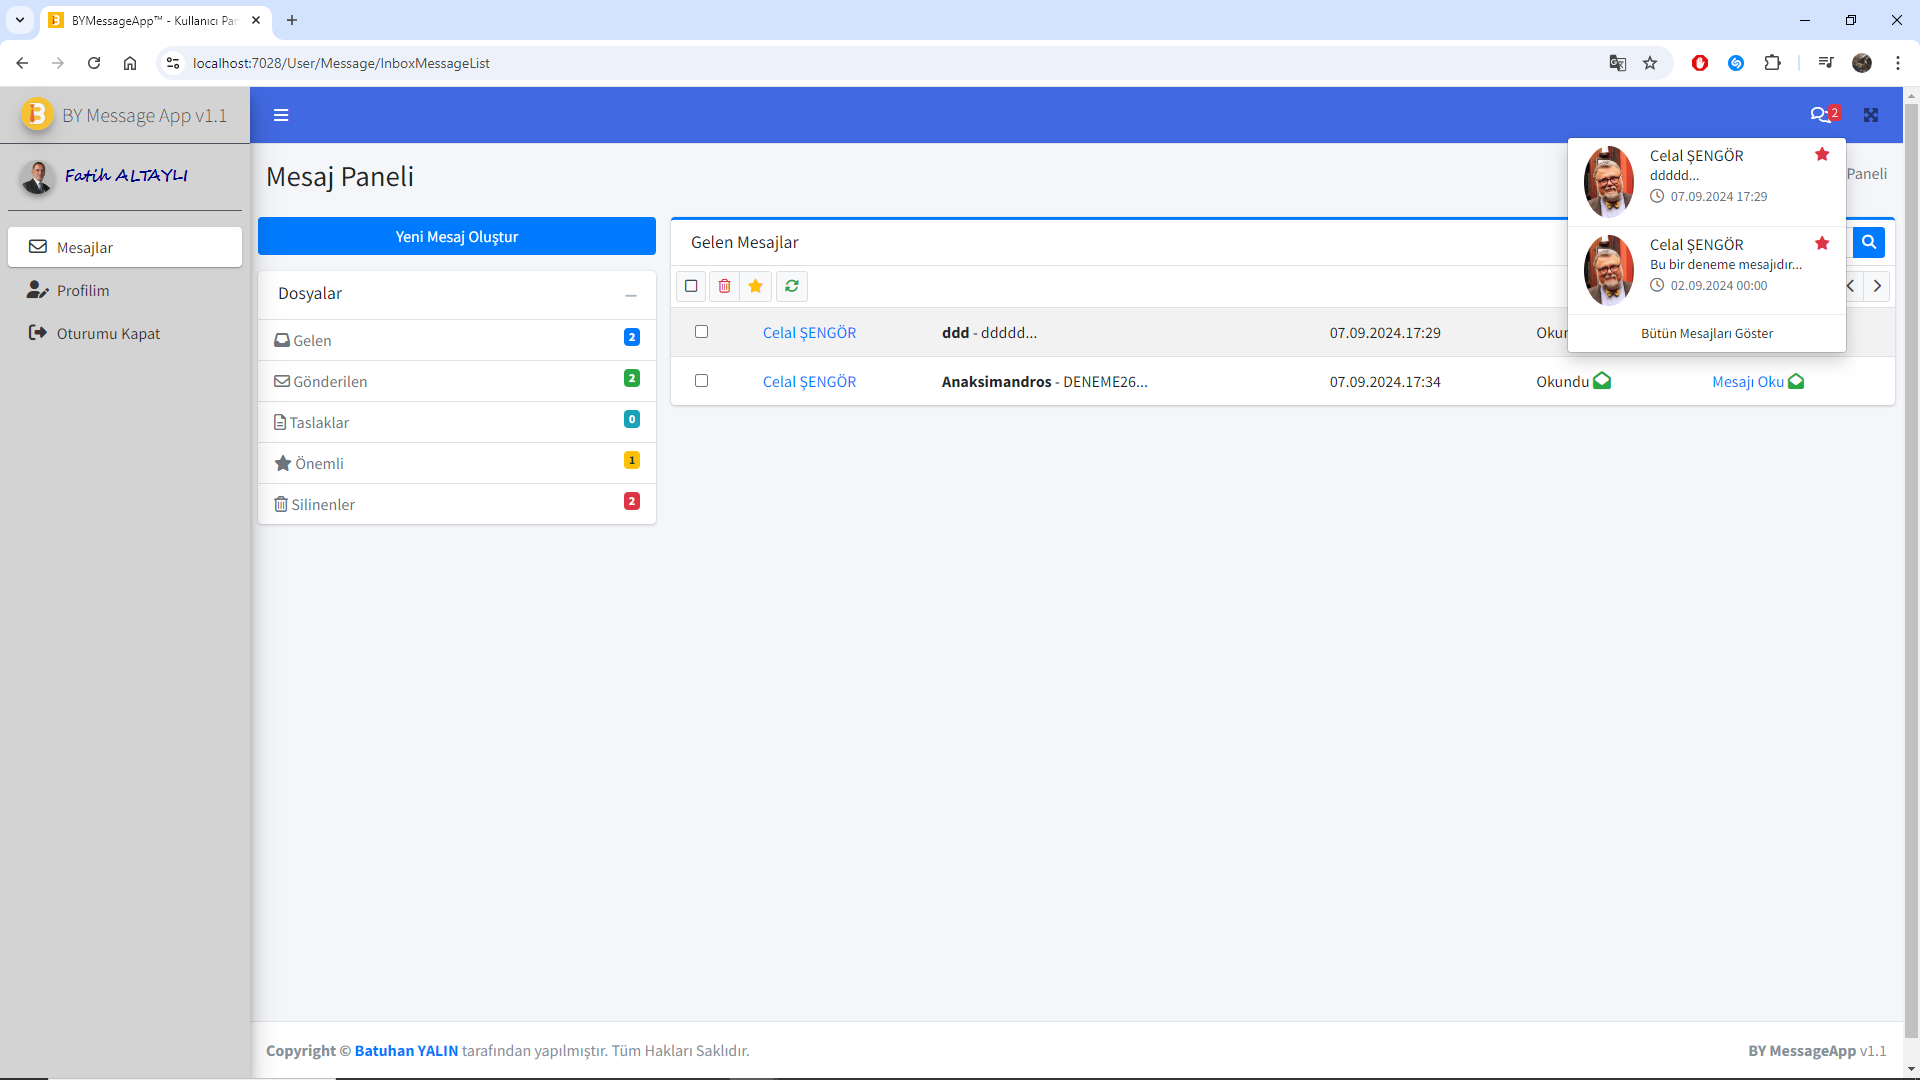 BYMessageApp™ - Kullanıcı Pa
localhost:7028/User/Message/InboxMessageList
BY Message App v1.1
2
Fatih ALTAYLI
Mesajlar
Profilim
Oturumu Kapat
Mesaj Paneli
Paneli
Celal ŞENGÖR
ddddd...
07.09.2024 17:29
Celal ŞENGÖR
Bu bir deneme mesajıdır...
02.09.2024 00:00
Bütün Mesajları Göster
Yeni Mesaj Oluştur
Dosyalar
Gelen 2
Gönderilen 2
Taslaklar 0
Önemli 1
Silinenler 2
Gelen Mesajlar
Celal ŞENGÖR ddd - ddddd... 07.09.2024.17:29 Okun
Celal ŞENGÖR Anaksimandros - DENEME26... 07.09.2024.17:34 Okundu Mesajı Oku
Copyright © Batuhan YALIN tarafından yapılmıştır. Tüm Hakları Saklıdır.
BY MessageApp v1.1